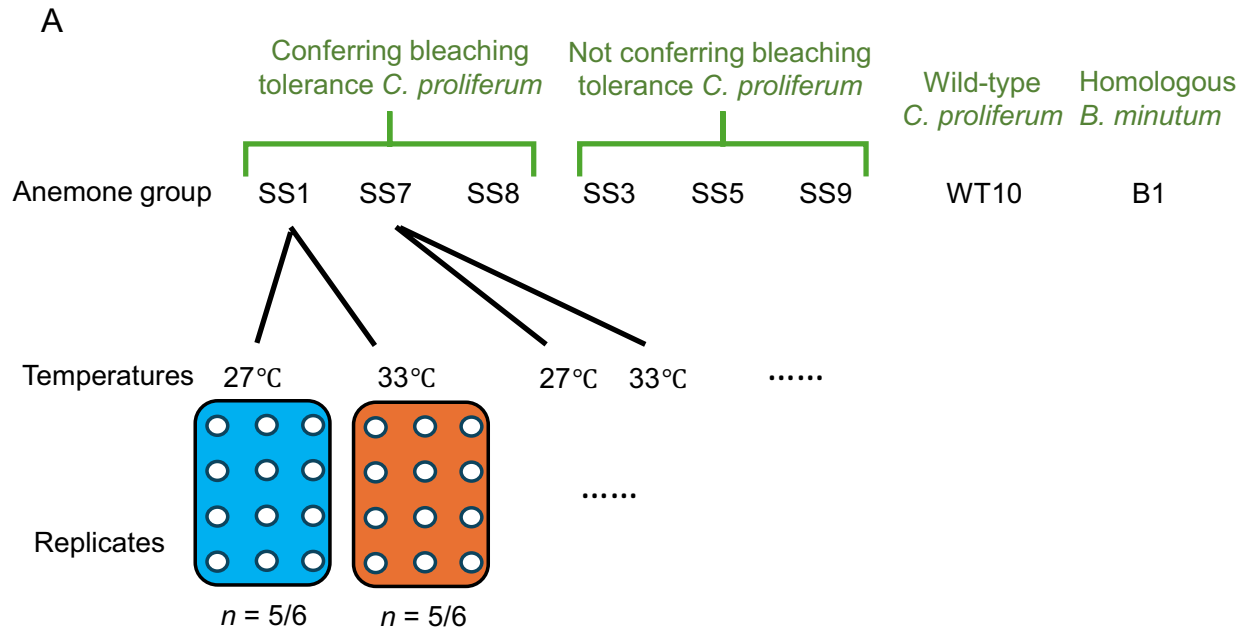 A
Conferring bleaching
tolerance C. proliferum
Not conferring bleaching
tolerance C. proliferum
Wild-type
C. proliferum
Homologous
B. minutum
Anemone group SS1 SS7 SS8 SS3 SS5 SS9 WT10 B1
Temperatures 27℃ 33℃ 27℃ 33℃ ......
......
Replicates
n = 5/6 n = 5/6